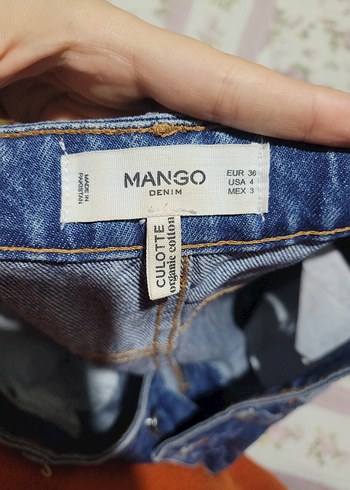 MADE IN
PAKISTAN
MANGO
DENIM
EUR 36
USA 4
MEX 3
CULOTTE
organic cotton